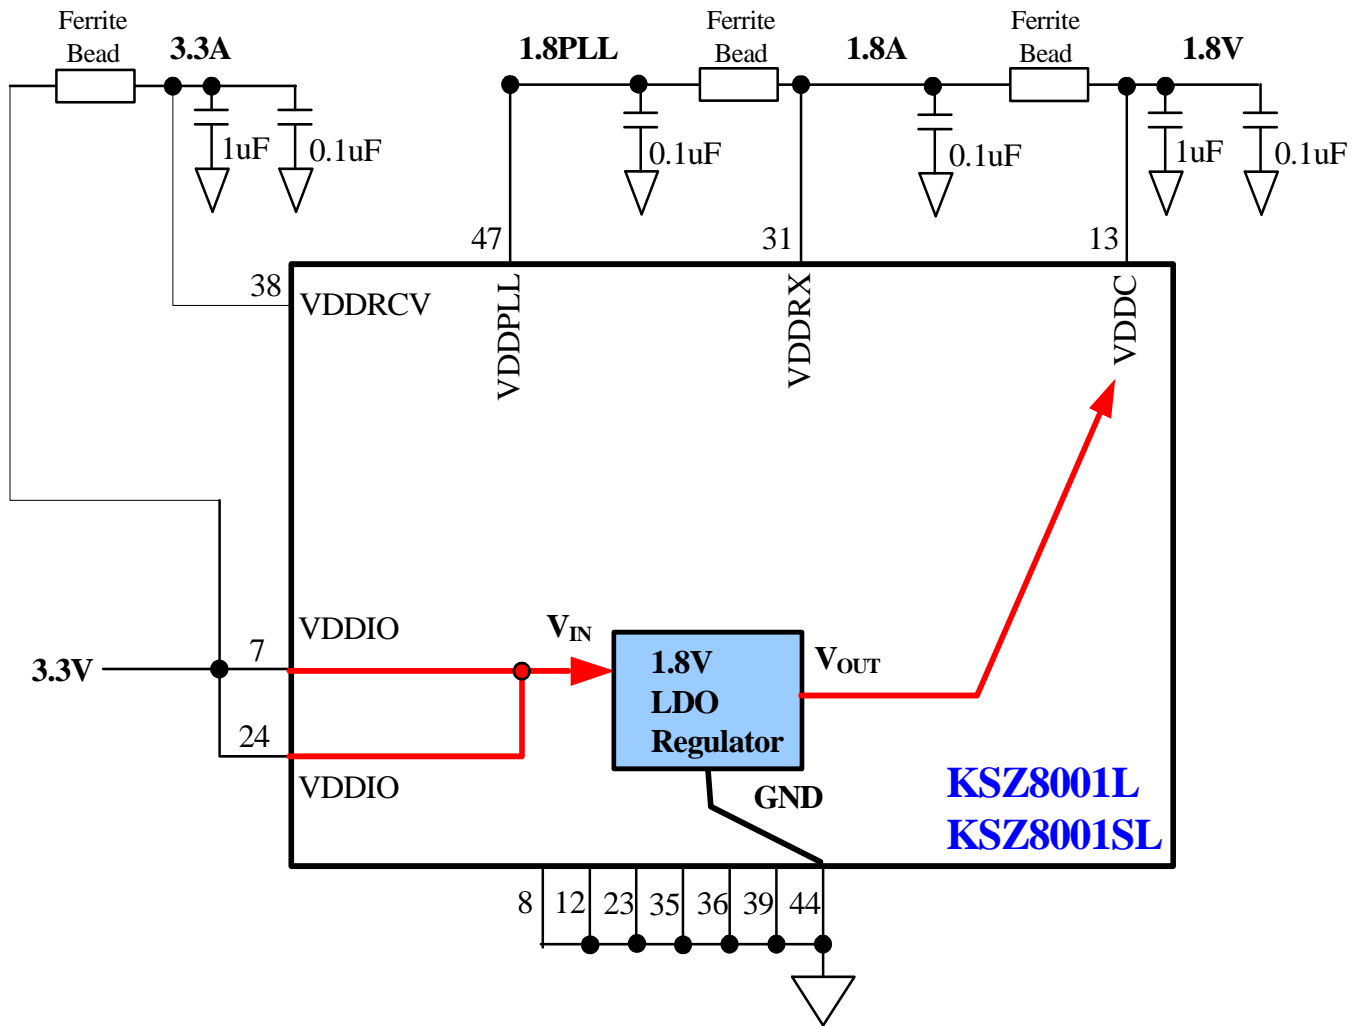 Ferrite
Bead
3.3A
1uF
0.1uF
1.8PLL
Ferrite
Bead
1.8A
Ferrite
Bead
1.8V
0.1uF
0.1uF
1uF
0.1uF
47
31
13
38
VDDRCV
VDDPLL
VDDRX
VDDC
3.3V
7
VDDIO
24
VDDIO
VIN
1.8V
LDO
Regulator
VOUT
GND
KSZ8001L
KSZ8001SL
8
12
23
35
36
39
44